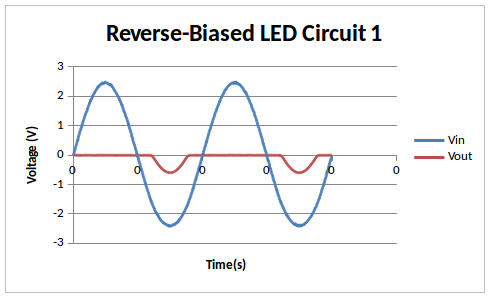 Reverse-Biased LED Circuit 1
3
2
1
0
-1
-2
-3
0 0 0 0 0 0
Voltage (V)
Time(s)
Vin
Vout